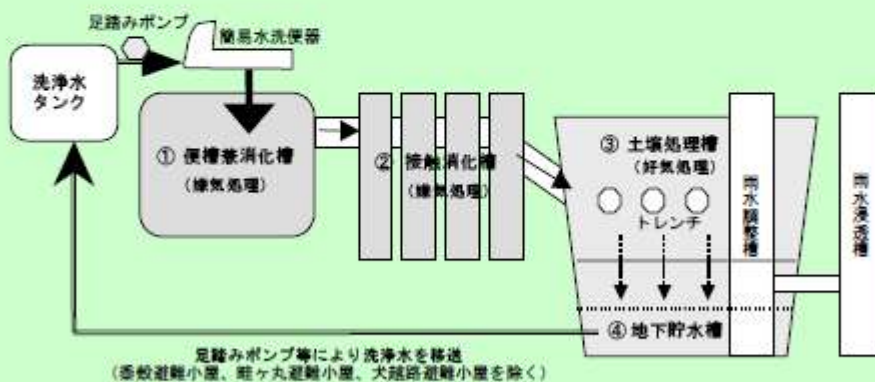 足踏みポンプ
簡易水洗便器
洗浄水
タンク
① 便槽兼消化槽
(嫌気処理)
② 接触消化槽
(嫌気処理)
③ 土壌処理槽
(好気処理)
トレンチ
④ 地下貯水槽
雨水調整槽
雨水浸透槽
足踏みポンプ等により洗浄水を移送
(黍殻避難小屋、畦ヶ丸避難小屋、犬越路避難小屋を除く)